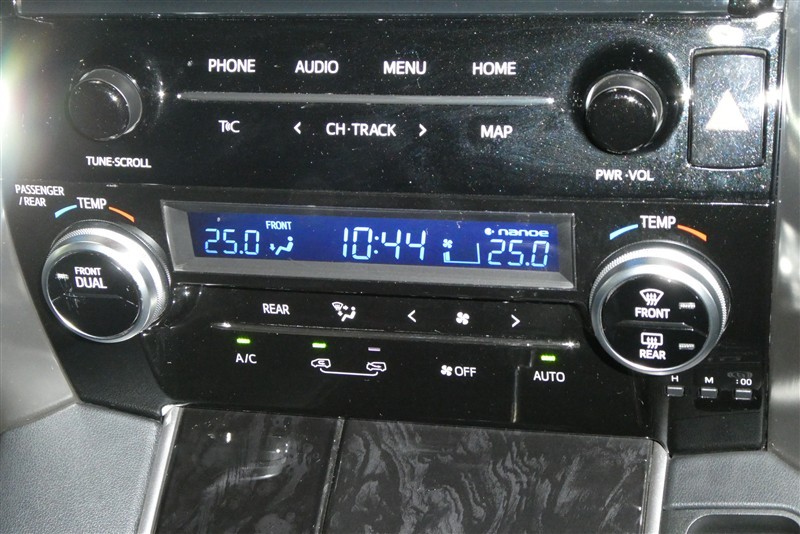 PHONE AUDIO MENU HOME
T C < CH·TRACK > MAP
TUNE·SCROLL
PWR·VOL
PASSENGER
/ REAR
TEMP
TEMP
FRONT
nanoe
25.0 10:44 25.0
FRONT
DUAL
FRONT
REAR
REAR < >
A/C
OFF
AUTO
H M :00